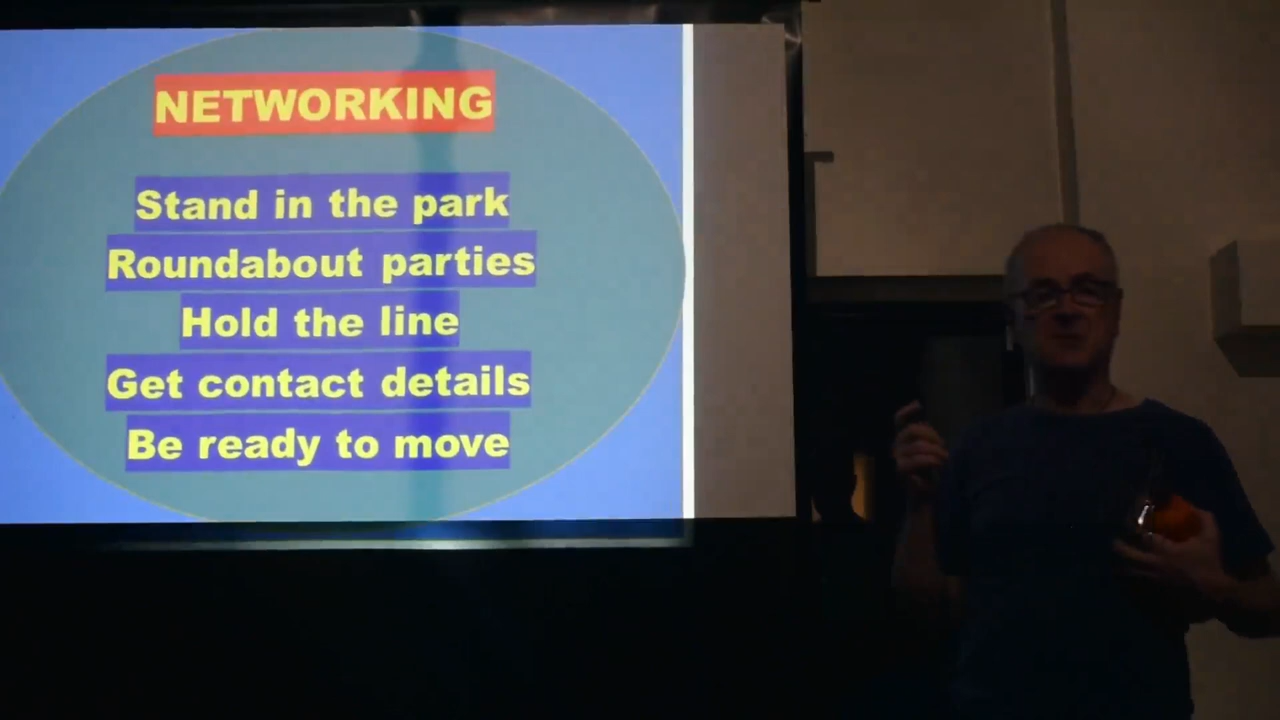 NETWORKING
Stand in the park
Roundabout parties
Hold the line
Get contact details
Be ready to move